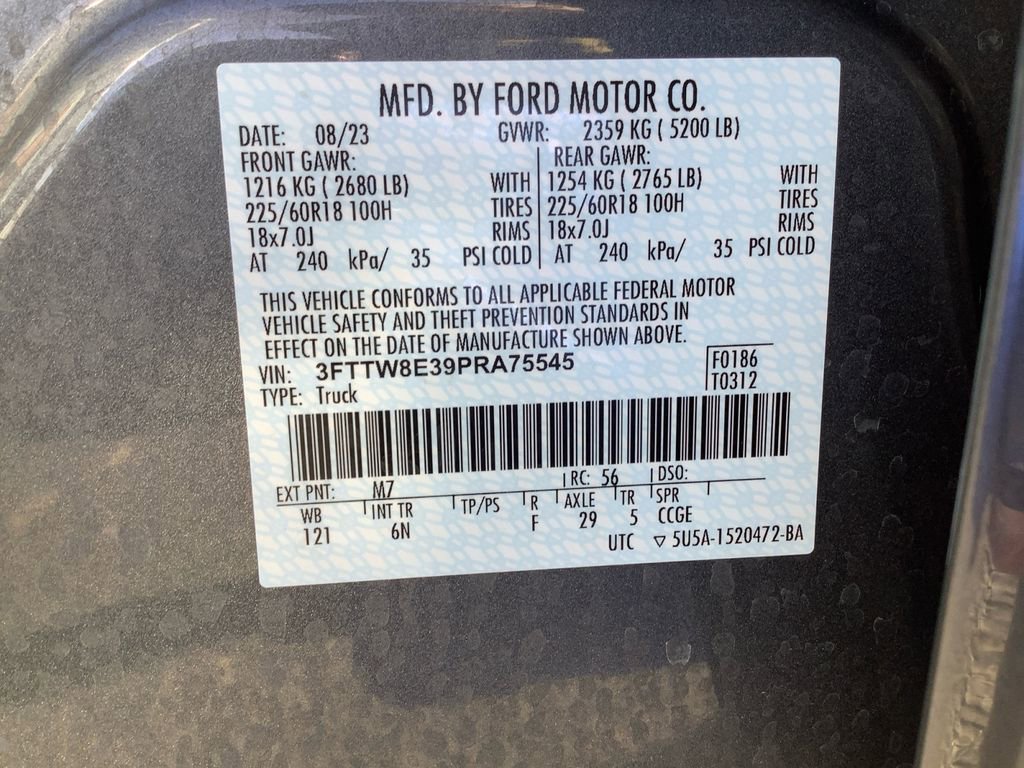 MFD. BY FORD MOTOR CO.
DATE: 08/23 GVWR: 2359 KG ( 5200 LB)
FRONT GAWR: REAR GAWR:
1216 KG ( 2680 LB) WITH 1254 KG ( 2765 LB) WITH
225/60R18 100H TIRES 225/60R18 100H TIRES
18x7.0J RIMS 18x7.0J RIMS
AT 240 kPa/ 35 PSI COLD AT 240 kPa/ 35 PSI COLD
THIS VEHICLE CONFORMS TO ALL APPLICABLE FEDERAL MOTOR
VEHICLE SAFETY AND THEFT PREVENTION STANDARDS IN
EFFECT ON THE DATE OF MANUFACTURE SHOWN ABOVE.
VIN: 3FTTW8E39PRA75545 F0186
TYPE: Truck T0312
EXT PNT: M7 RC: 56 DSO:
WB INT TR TP/PS R AXLE TR SPR
121 6N F 29 5 CCGE
UTC ▽ 5U5A-1520472-BA